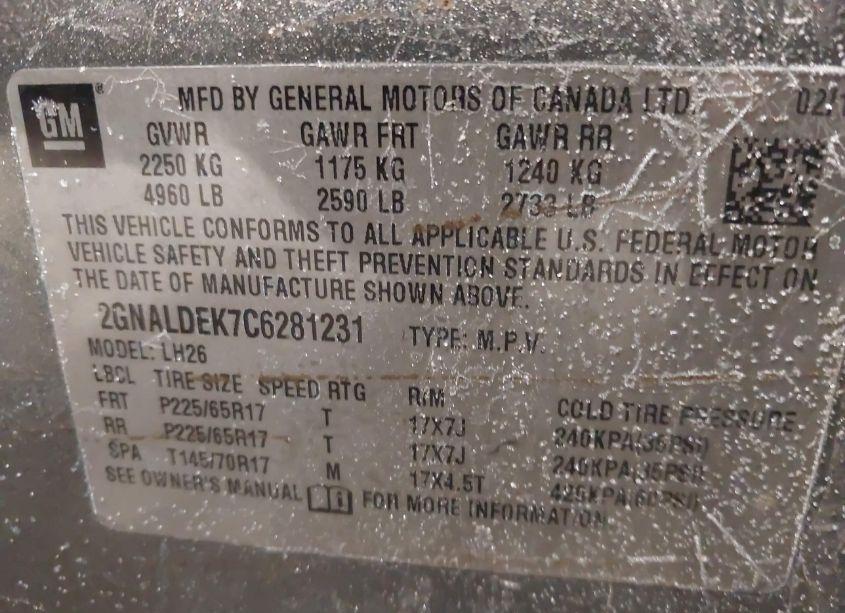 GM
MFD BY GENERAL MOTORS OF CANADA LTD. 02/1
GVWR GAWR FRT GAWR RR
2250 KG 1175 KG 1240 KG
4960 LB 2590 LB 2733 LB
THIS VEHICLE CONFORMS TO ALL APPLICABLE U.S. FEDERAL MOTOR
VEHICLE SAFETY AND THEFT PREVENTION STANDARDS IN EFFECT ON
THE DATE OF MANUFACTURE SHOWN ABOVE.
2GNALDEK7C6281231 TYPE: M.P.V.
MODEL: LH26
LBCL TIRE SIZE SPEED RTG RIM COLD TIRE PRESSURE
FRT P225/65R17 T 17X7J 240KPA(35PSI)
RR P225/65R17 T 17X7J 240KPA(35PSI)
SPA T145/70R17 M 17X4.5T 425KPA(60PSI)
SEE OWNER'S MANUAL FOR MORE INFORMATION